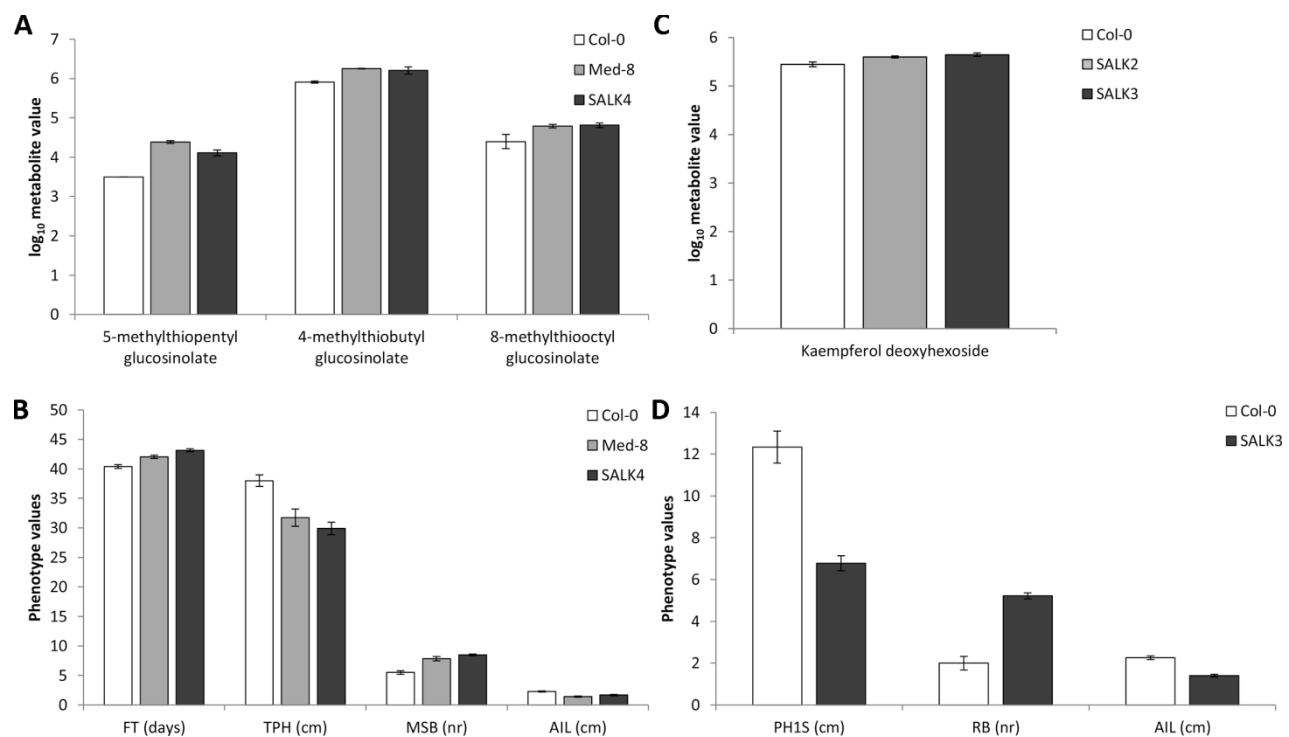 A
log10 metabolite value
7
6
5
4
3
2
1
0
Col-0
Med-8
SALK4
5-methylthiopentyl
glucosinolate
4-methylthiobutyl
glucosinolate
8-methylthiooctyl
glucosinolate
C
log10 metabolite value
6
5
4
3
2
1
0
Col-0
SALK2
SALK3
Kaempferol deoxyhexoside
B
Phenotype values
50
45
40
35
30
25
20
15
10
5
0
Col-0
Med-8
SALK4
FT (days)
TPH (cm)
MSB (nr)
AIL (cm)
D
Phenotype values
14
12
10
8
6
4
2
0
Col-0
SALK3
PH1S (cm)
RB (nr)
AIL (cm)